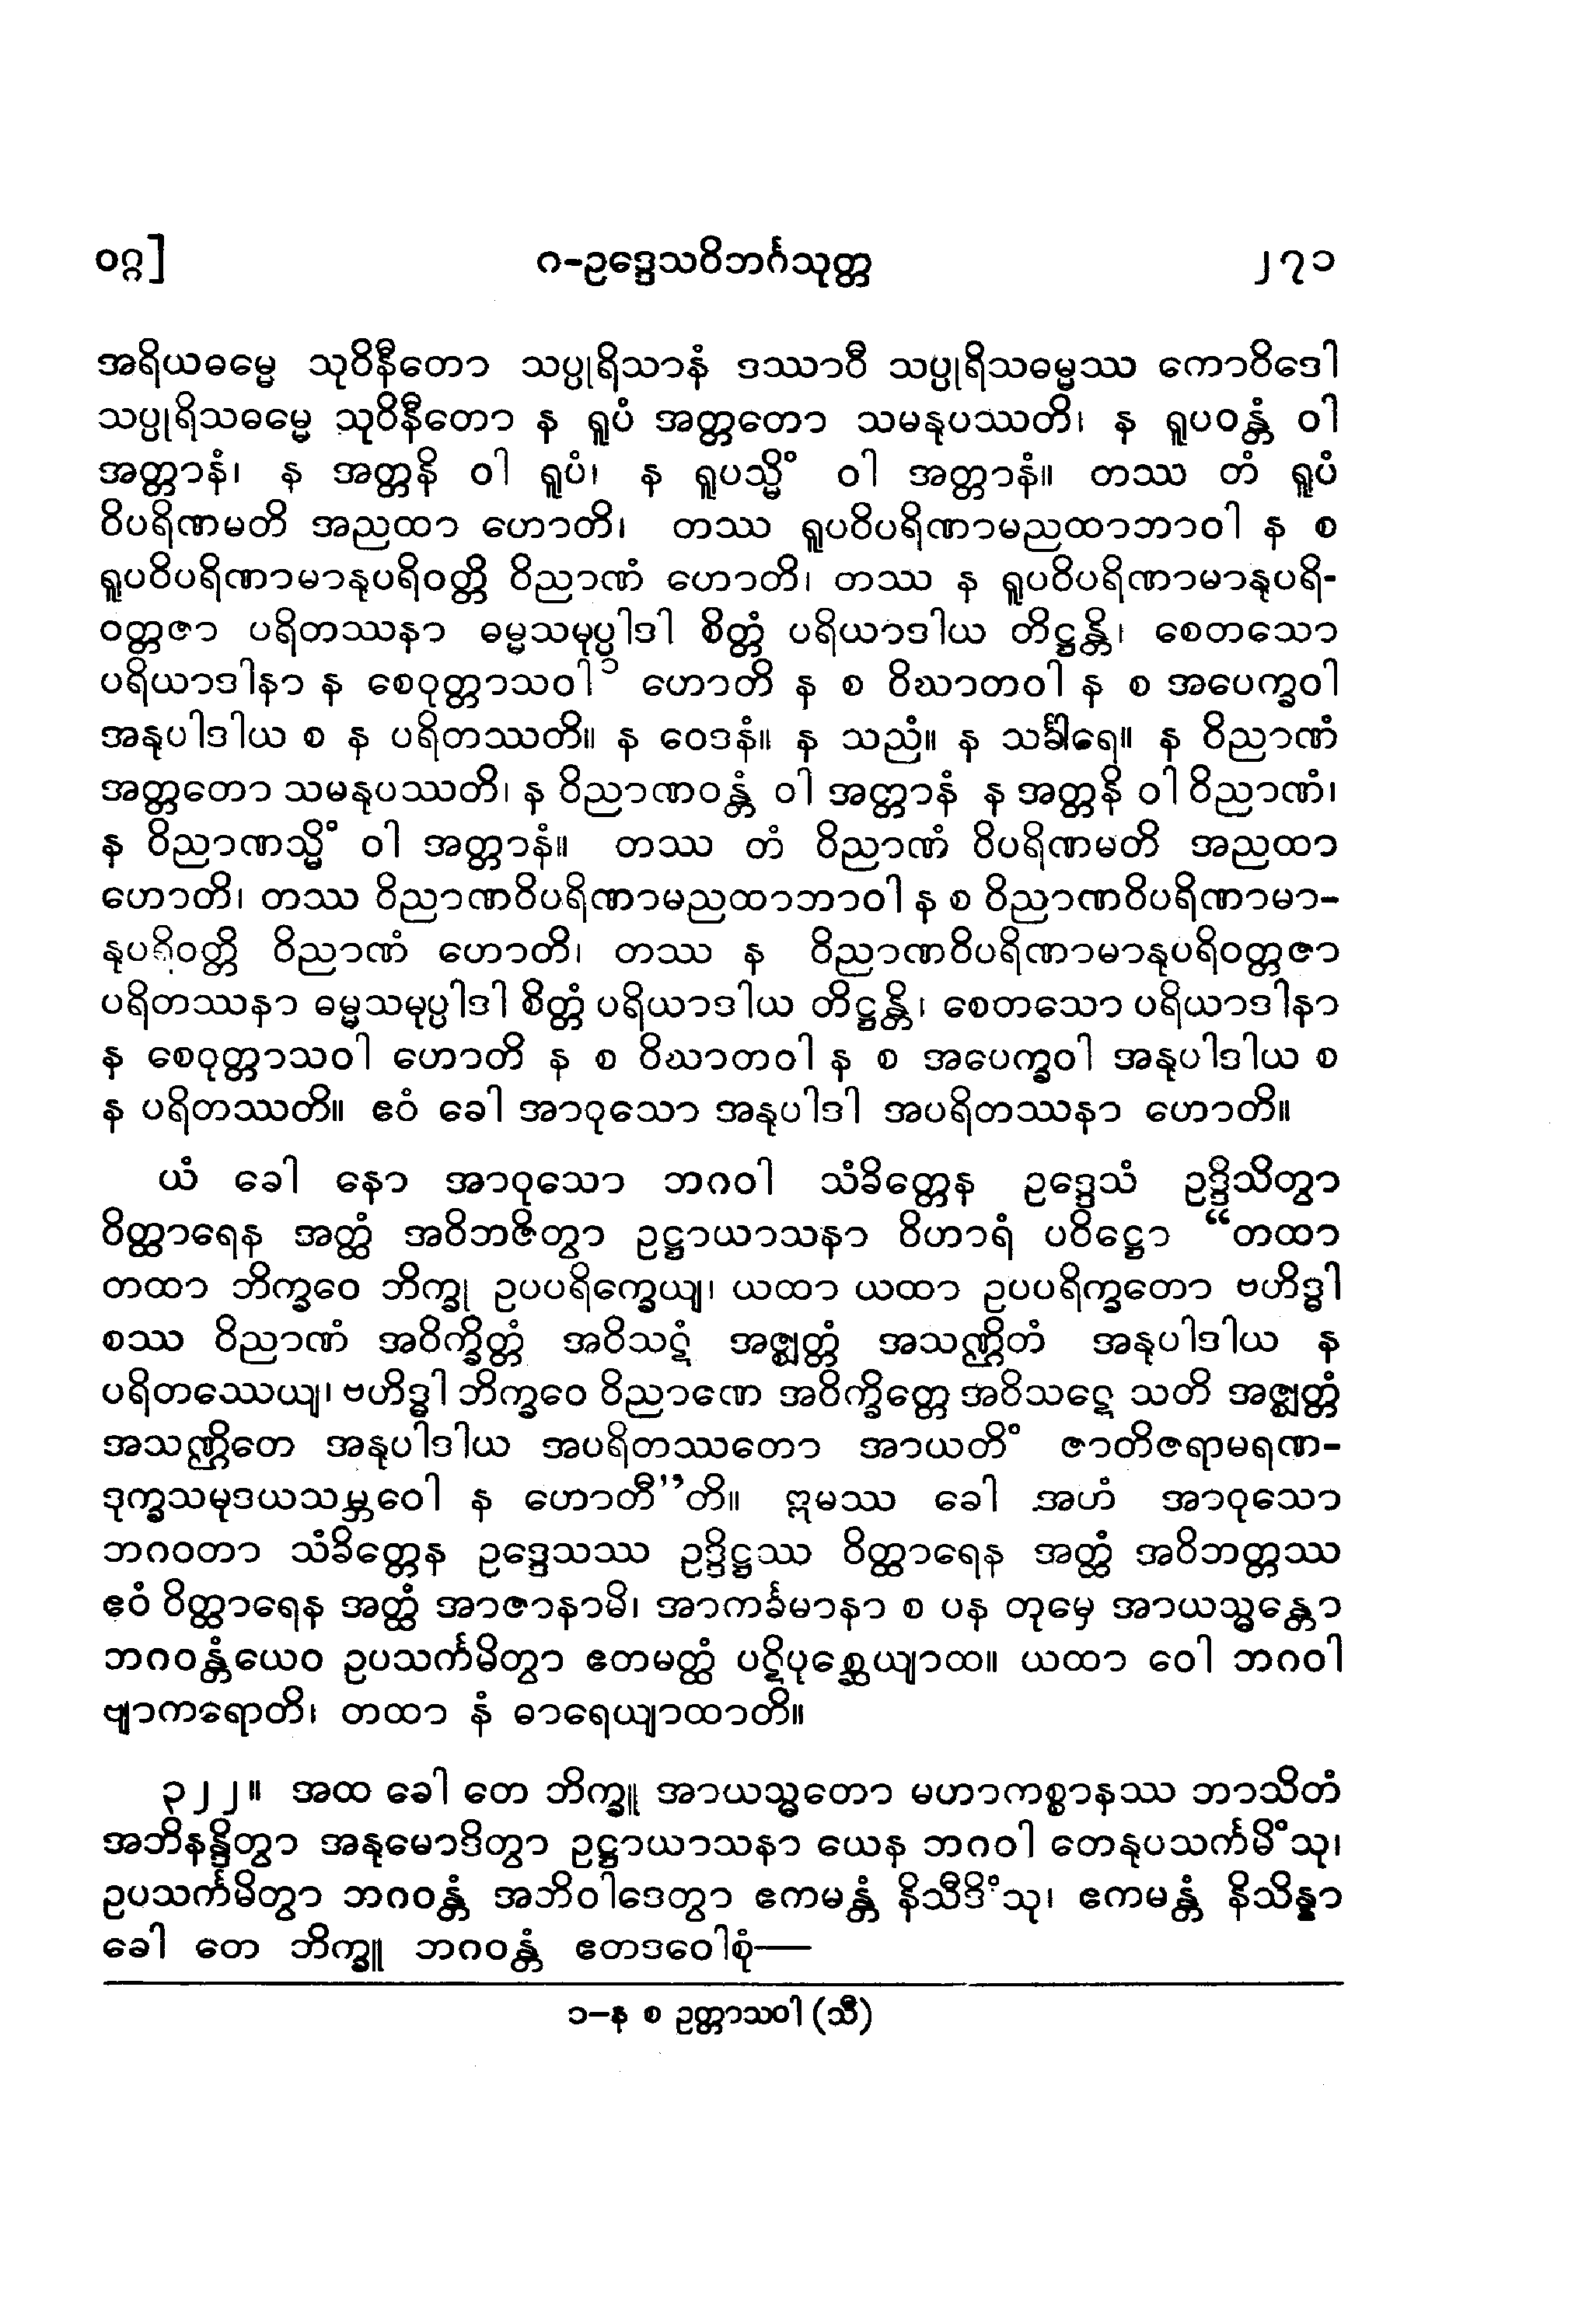 ဝဂ္ဂ]
ဂ-ဥဒ္ဒေသဝိဘင်္ဂသုတ္တ
၂၇၁
အရိယဓမ္မေ သုဝိနီတော သပ္ပုရိသာနံ ဒဿာဝီ သပ္ပုရိသဓမ္မဿ ကောဝိဒေါ
သပ္ပုရိသဓမ္မေ သုဝိနီတော န ရူပံ အတ္တတော သမနုပဿတိ၊ န ရူပဝန္တံ ဝါ
အတ္တာနံ၊ န အတ္တနိ ဝါ ရူပံ၊ န ရူပသ္မိံ ဝါ အတ္တာနံ။ တဿ တံ ရူပံ
ဝိပရိဏမတိ အညထာ ဟောတိ၊ တဿ ရူပဝိပရိဏာမညထာဘာဝါ န စ
ရူပဝိပရိဏာမာနုပရိဝတ္တိ ဝိညာဏံ ဟောတိ၊ တဿ န ရူပဝိပရိဏာမာနုပရိ-
ဝတ္တဇာ ပရိတဿနာ ဓမ္မသမုပ္ပါဒါ စိတ္တံ ပရိယာဒါယ တိဋ္ဌန္တိ၊ စေတသော
ပရိယာဒါနာ န စေဝုတ္တာသဝါ ၁ ဟောတိ န စ ဝိဃာတဝါ န စ အပေက္ခဝါ
အနုပါဒါယ စ န ပရိတဿတိ။ န ဝေဒနံ။ န သညံ။ န သင်္ခါရေ။ န ဝိညာဏံ
အတ္တတော သမနုပဿတိ၊ န ဝိညာဏဝန္တံ ဝါ အတ္တာနံ န အတ္တနိ ဝါ ဝိညာဏံ၊
န ဝိညာဏသ္မိံ ဝါ အတ္တာနံ။ တဿ တံ ဝိညာဏံ ဝိပရိဏမတိ အညထာ
ဟောတိ၊ တဿ ဝိညာဏဝိပရိဏာမညထာဘာဝါ န စ ဝိညာဏဝိပရိဏာမာ-
နုပရိဝတ္တိ ဝိညာဏံ ဟောတိ၊ တဿ န ဝိညာဏဝိပရိဏာမာနုပရိဝတ္တဇာ
ပရိတဿနာ ဓမ္မသမုပ္ပါဒါ စိတ္တံ ပရိယာဒါယ တိဋ္ဌန္တိ၊ စေတသော ပရိယာဒါနာ
န စေဝုတ္တာသဝါ ဟောတိ န စ ဝိဃာတဝါ န စ အပေက္ခဝါ အနုပါဒါယ စ
န ပရိတဿတိ။ ဧဝံ ခေါ အာဝုသော အနုပါဒါ အပရိတဿနာ ဟောတိ။
ယံ ခေါ နော အာဝုသော ဘဂဝါ သံခိတ္တေန ဥဒ္ဒေသံ ဥဒ္ဒိသိတွာ
ဝိတ္ထာရေန အတ္ထံ အဝိဘဇိတွာ ဥဋ္ဌာယာသနာ ဝိဟာရံ ပဝိဋ္ဌော “တထာ
တထာ ဘိက္ခဝေ ဘိက္ခု ဥပပရိက္ခေယျ၊ ယထာ ယထာ ဥပပရိက္ခတော ဗဟိဒ္ဓါ
စဿ ဝိညာဏံ အဝိက္ခိတ္တံ အဝိသဋံ အဇ္ဈတ္တံ အသဏ္ဌိတံ အနုပါဒါယ န
ပရိတဿေယျ၊ ဗဟိဒ္ဓါ ဘိက္ခဝေ ဝိညာဏေ အဝိက္ခိတ္တေ အဝိသဋေ သတိ အဇ္ဈတ္တံ
အသဏ္ဌိတေ အနုပါဒါယ အပရိတဿတော အာယတိံ ဇာတိဇရာမရဏ-
ဒုက္ခသမုဒယသမ္ဘဝေါ န ဟောတီ”တိ။ ဣမဿ ခေါ အဟံ အာဝုသော
ဘဂဝတာ သံခိတ္တေန ဥဒ္ဒေသဿ ဥဒ္ဒိဋ္ဌဿ ဝိတ္ထာရေန အတ္ထံ အဝိဘတ္တဿ
ဧဝံ ဝိတ္ထာရေန အတ္ထံ အာဇာနာမိ၊ အာကင်္ခမာနာ စ ပန တုမှေ အာယသ္မန္တော
ဘဂဝန္တံယေဝ ဥပသင်္ကမိတွာ ဧတမတ္ထံ ပဋိပုစ္ဆေယျာထ။ ယထာ ဝေါ ဘဂဝါ
ဗျာကရောတိ၊ တထာ နံ ဓာရေယျာထာတိ။
၃၂၂။ အထ ခေါ တေ ဘိက္ခူ အာယသ္မတော မဟာကစ္စာနဿ ဘာသိတံ
အဘိနန္ဒိတွာ အနုမောဒိတွာ ဥဋ္ဌာယာသနာ ယေန ဘဂဝါ တေနုပသင်္ကမိံသု၊
ဥပသင်္ကမိတွာ ဘဂဝန္တံ အဘိဝါဒေတွာ ဧကမန္တံ နိသီဒိံသု၊ ဧကမန္တံ နိသိန္နာ
ခေါ တေ ဘိက္ခူ ဘဂဝန္တံ ဧတဒဝေါစုံ—
၁-န စ ဥတ္တာသဝါ (သီ)